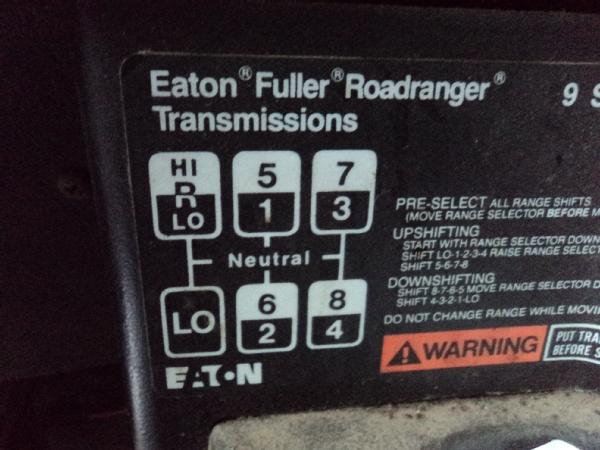 Eaton® Fuller® Roadranger®
Transmissions
9
HI
R
LO
5
1
7
3
Neutral
LO
6
2
8
4
EATON
PRE-SELECT ALL RANGE SHIFTS
(MOVE RANGE SELECTOR BEFORE
UPSHIFTING
START WITH RANGE SELECTOR DOWN
SHIFT LO-1-2-3-4 RAISE RANGE SELEC
SHIFT 5-6-7-8
DOWNSHIFTING
SHIFT 8-7-6-5 MOVE RANGE SELECTOR
SHIFT 4-3-2-1-LO
DO NOT CHANGE RANGE WHILE MOVI
WARNING
PUT TRA
BEFORE S